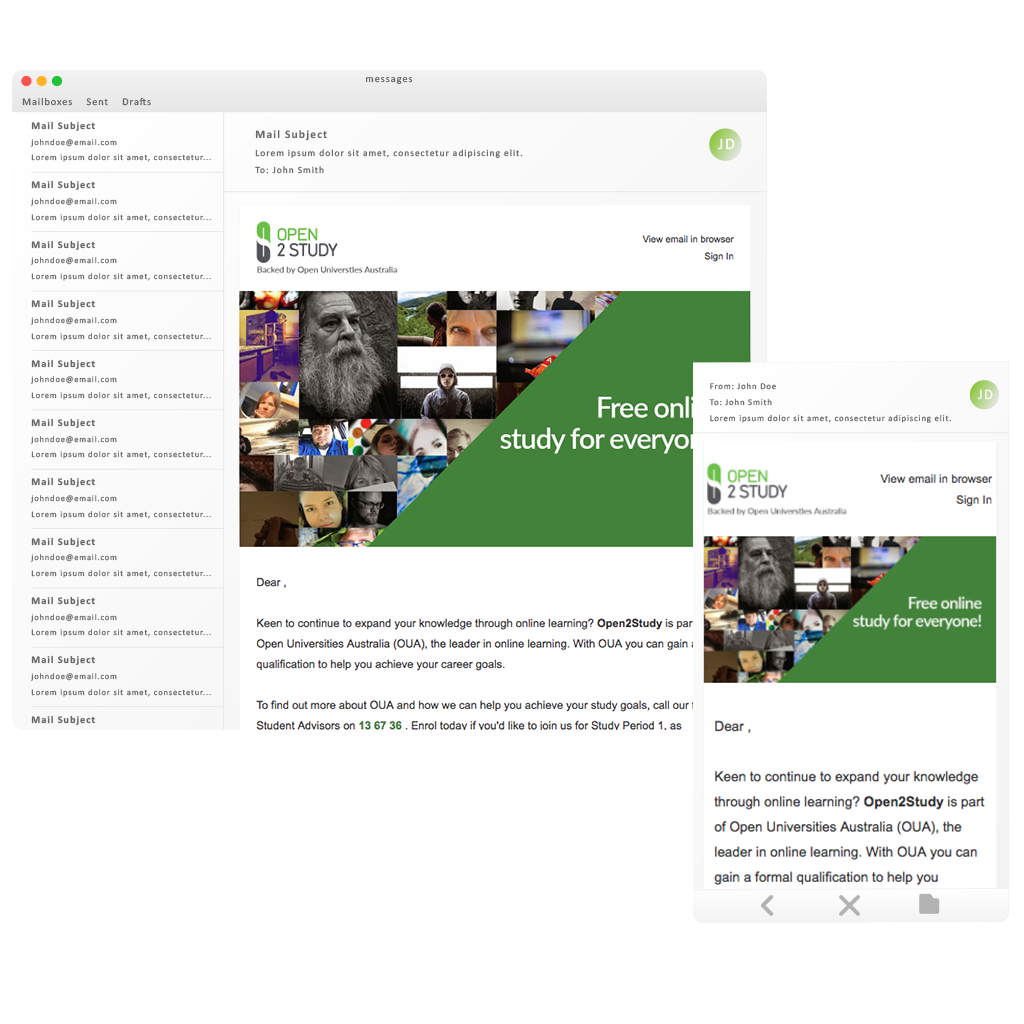 messages
Mailboxes Sent Drafts
Mail Subject
johndoe@email.com
Lorem ipsum dolor sit amet, consectetur...
Mail Subject
johndoe@email.com
Lorem ipsum dolor sit amet, consectetur...
Mail Subject
johndoe@email.com
Lorem ipsum dolor sit amet, consectetur...
Mail Subject
johndoe@email.com
Lorem ipsum dolor sit amet, consectetur...
Mail Subject
johndoe@email.com
Lorem ipsum dolor sit amet, consectetur...
Mail Subject
johndoe@email.com
Lorem ipsum dolor sit amet, consectetur...
Mail Subject
johndoe@email.com
Lorem ipsum dolor sit amet, consectetur...
Mail Subject
johndoe@email.com
Lorem ipsum dolor sit amet, consectetur...
Mail Subject
johndoe@email.com
Lorem ipsum dolor sit amet, consectetur...
Mail Subject
johndoe@email.com
Lorem ipsum dolor sit amet, consectetur...
Mail Subject
Mail Subject
Lorem ipsum dolor sit amet, consectetur adipiscing elit.
To: John Smith
JD
OPEN
2 STUDY
Backed by Open Universties Australia
View email in browser
Sign In
Free onli
study for everyon
Dear ,
Keen to continue to expand your knowledge through online learning? Open2Study is par
Open Universities Australia (OUA), the leader in online learning. With OUA you can gain
qualification to help you achieve your career goals.
To find out more about OUA and how we can help you achieve your study goals, call our
Student Advisors on 13 67 36 . Enrol today if you'd like to join us for Study Period 1, as
From: John Doe
To: John Smith
Lorem ipsum dolor sit amet, consectetur adipiscing elit.
JD
OPEN
2 STUDY
Backed by Open Universties Australia
View email in browser
Sign In
Free online
study for everyone!
Dear ,
Keen to continue to expand your knowledge
through online learning? Open2Study is part
of Open Universities Australia (OUA), the
leader in online learning. With OUA you can
gain a formal qualification to help you